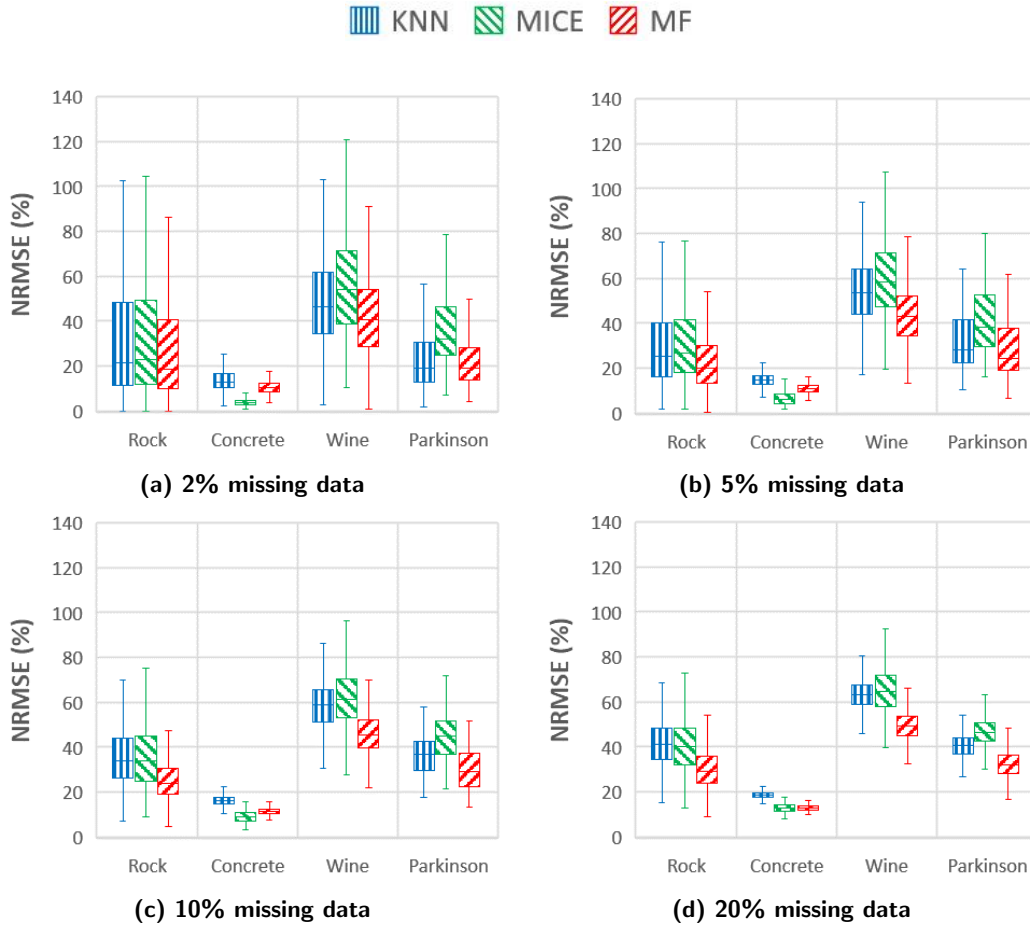 KNN MICE MF
NRMSE (%)
140
120
100
80
60
40
20
0
Rock Concrete Wine Parkinson
(a) 2% missing data
NRMSE (%)
140
120
100
80
60
40
20
0
Rock Concrete Wine Parkinson
(b) 5% missing data
NRMSE (%)
140
120
100
80
60
40
20
0
Rock Concrete Wine Parkinson
(c) 10% missing data
NRMSE (%)
140
120
100
80
60
40
20
0
Rock Concrete Wine Parkinson
(d) 20% missing data